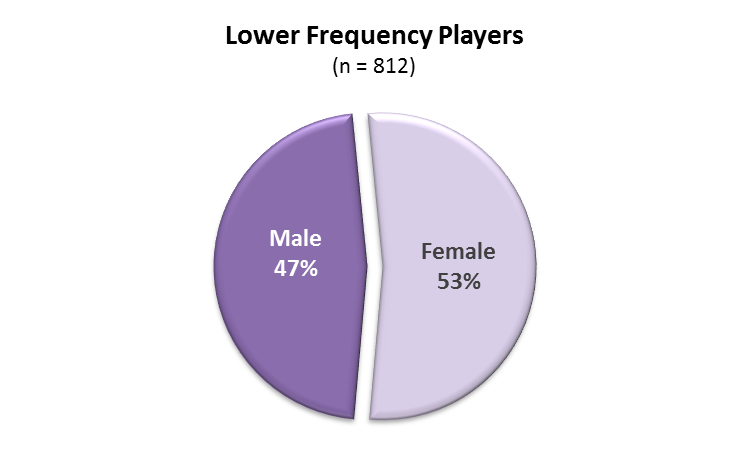 Lower Frequency Players
(n = 812)
Male
47%
Female
53%